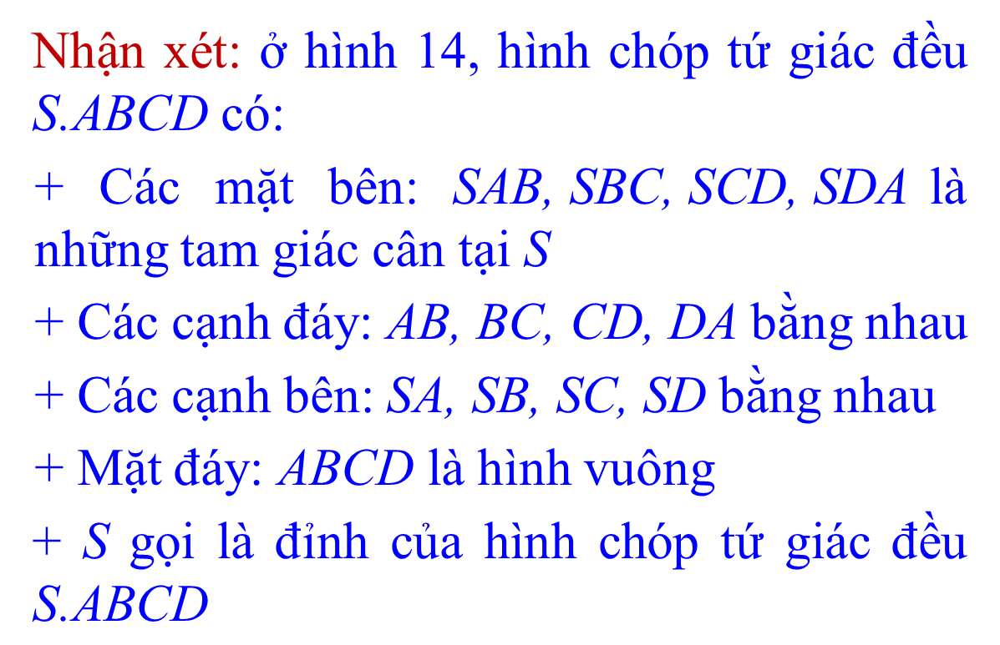 Nhận xét: ở hình 14, hình chóp tứ giác đều
S.ABCD có:
+ Các mặt bên: SAB, SBC, SCD, SDA là
những tam giác cân tại S
+ Các cạnh đáy: AB, BC, CD, DA bằng nhau
+ Các cạnh bên: SA, SB, SC, SD bằng nhau
+ Mặt đáy: ABCD là hình vuông
+ S gọi là đỉnh của hình chóp tứ giác đều
S.ABCD